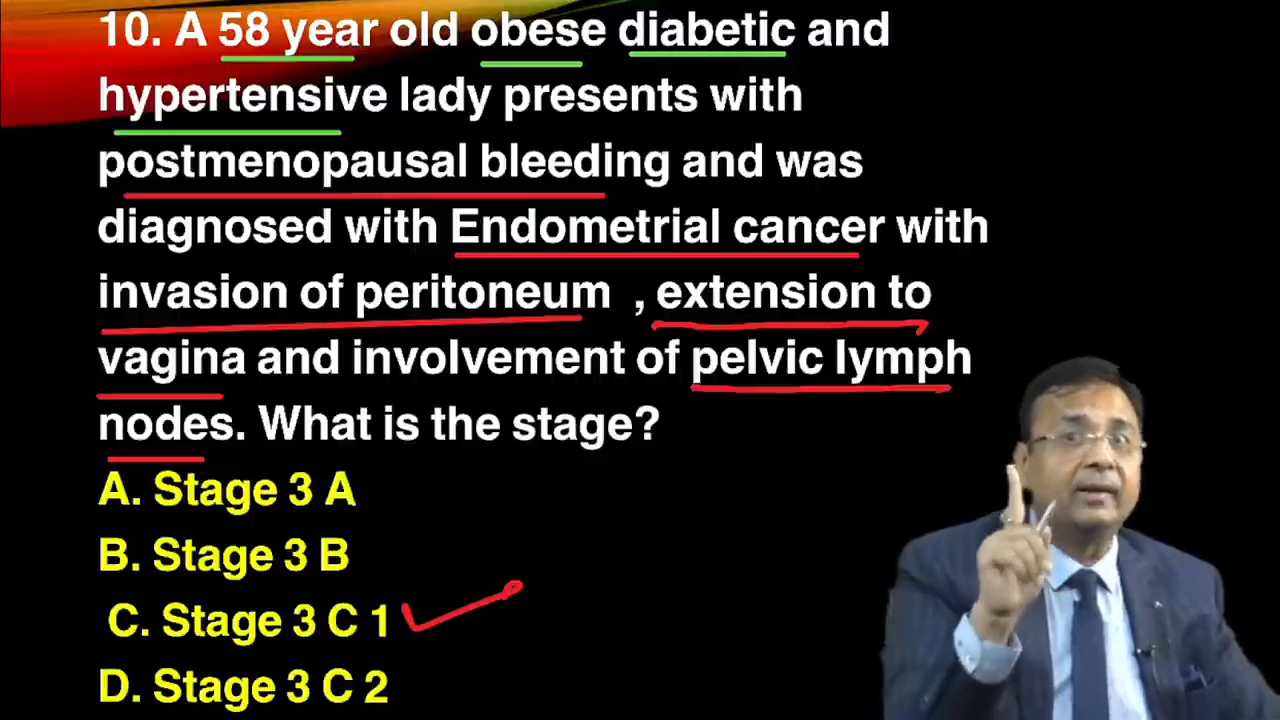 10. A 58 year old obese diabetic and
hypertensive lady presents with
postmenopausal bleeding and was
diagnosed with Endometrial cancer with
invasion of peritoneum , extension to
vagina and involvement of pelvic lymph
nodes. What is the stage?
A. Stage 3 A
B. Stage 3 B
C. Stage 3 C 1
D. Stage 3 C 2